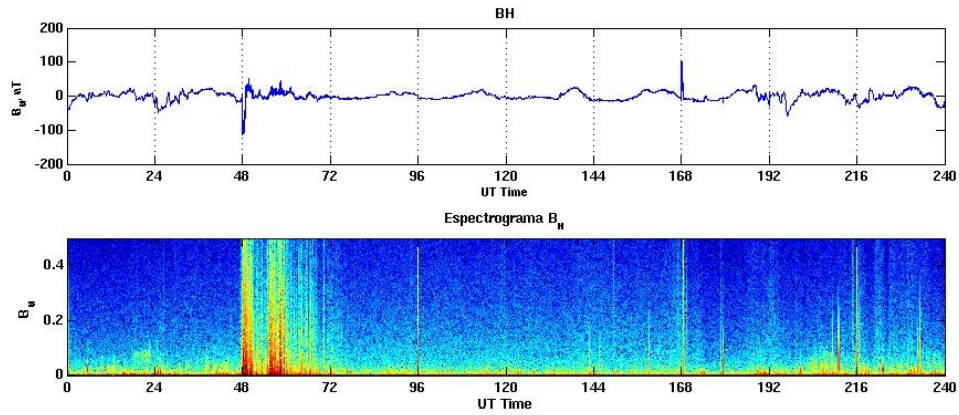 BH
200
100
0
-100
-200
B_H, nT
0 24 48 72 96 120 144 168 192 216 240
UT Time
Espectrograma B_H
0.4
0.2
0
B_H
0 24 48 72 96 120 144 168 192 216 240
UT Time